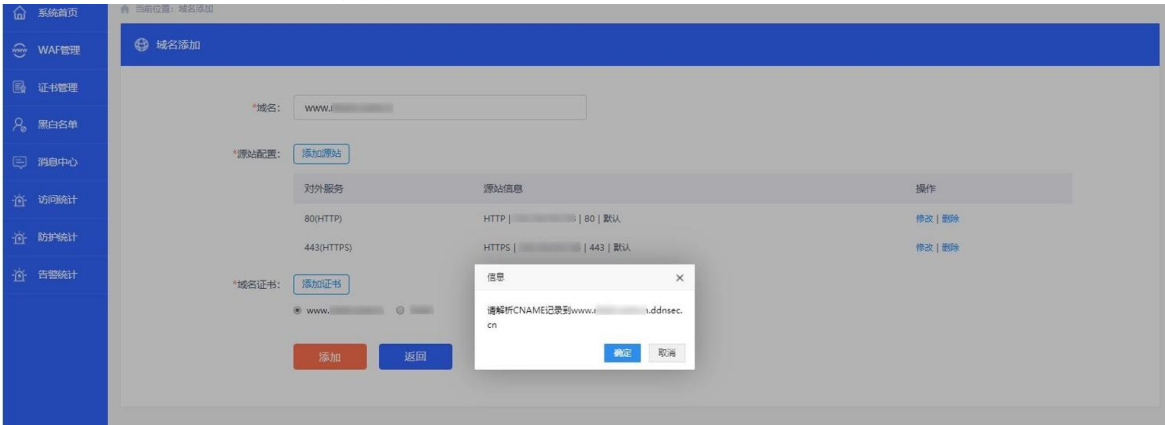 系统首页
WAF管理
证书管理
黑白名单
消息中心
访问统计
防护统计
告警统计
当前位置: 域名添加
域名添加
*域名: www.
*源站配置: 添加源站
对外服务 源站信息 操作
80(HTTP) HTTP | | 80 | 默认 修改 | 删除
443(HTTPS) HTTPS | | 443 | 默认 修改 | 删除
*域名证书: 添加证书
www.
添加 返回
信息
请解析CNAME记录到www. .ddnsec.
cn
确定 取消